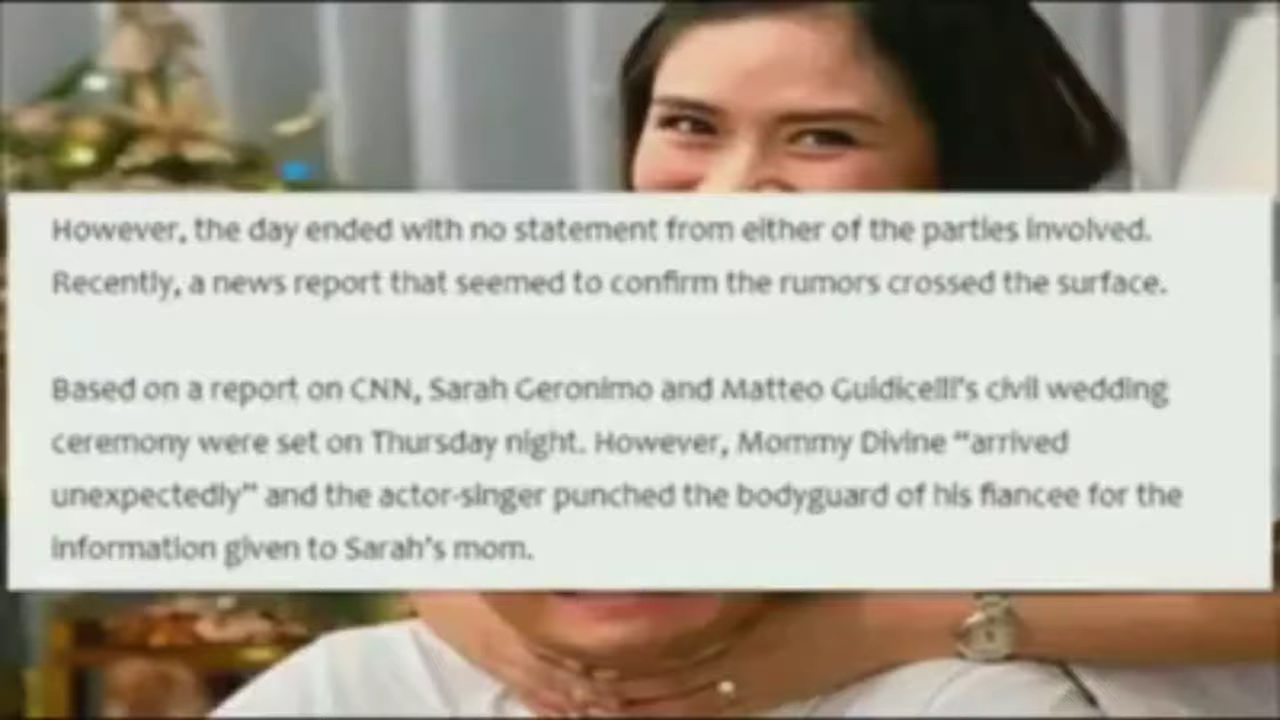 However, the day ended with no statement from either of the parties involved.
Recently, a news report that seemed to confirm the rumors crossed the surface.
Based on a report on CNN, Sarah Geronimo and Matteo Guidicelli's civil wedding
ceremony were set on Thursday night. However, Mommy Divine “arrived
unexpectedly” and the actor-singer punched the bodyguard of his fiancee for the
information given to Sarah's mom.